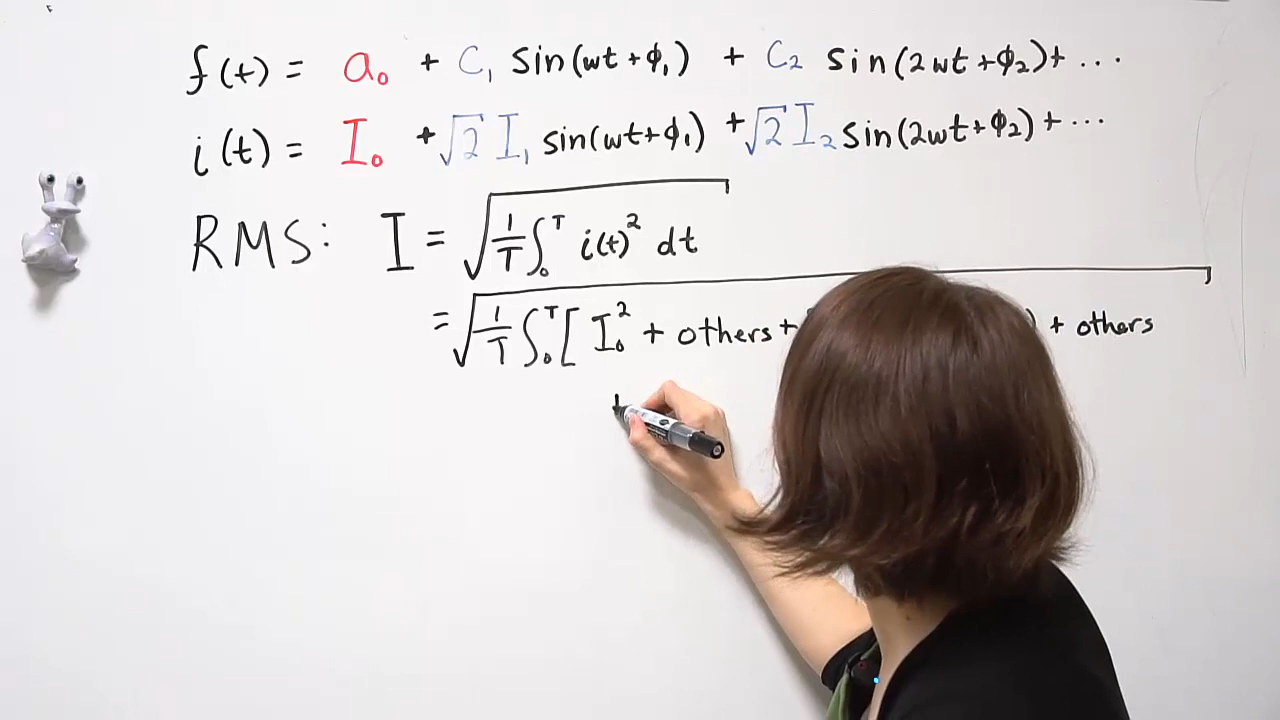 f(t) = a₀ + C₁ sin(wt+ϕ₁) + C₂ sin(2wt+ϕ₂)+ ...
i(t) = I₀ +√2 I₁ sin(wt+ϕ₁) +√2 I₂ sin(2wt+ϕ₂)+ ...
RMS: I = √(1/T ∫₀ᵀ i(t)² dt
= √(1/T ∫₀ᵀ [ I₀² + others + ) + others
+